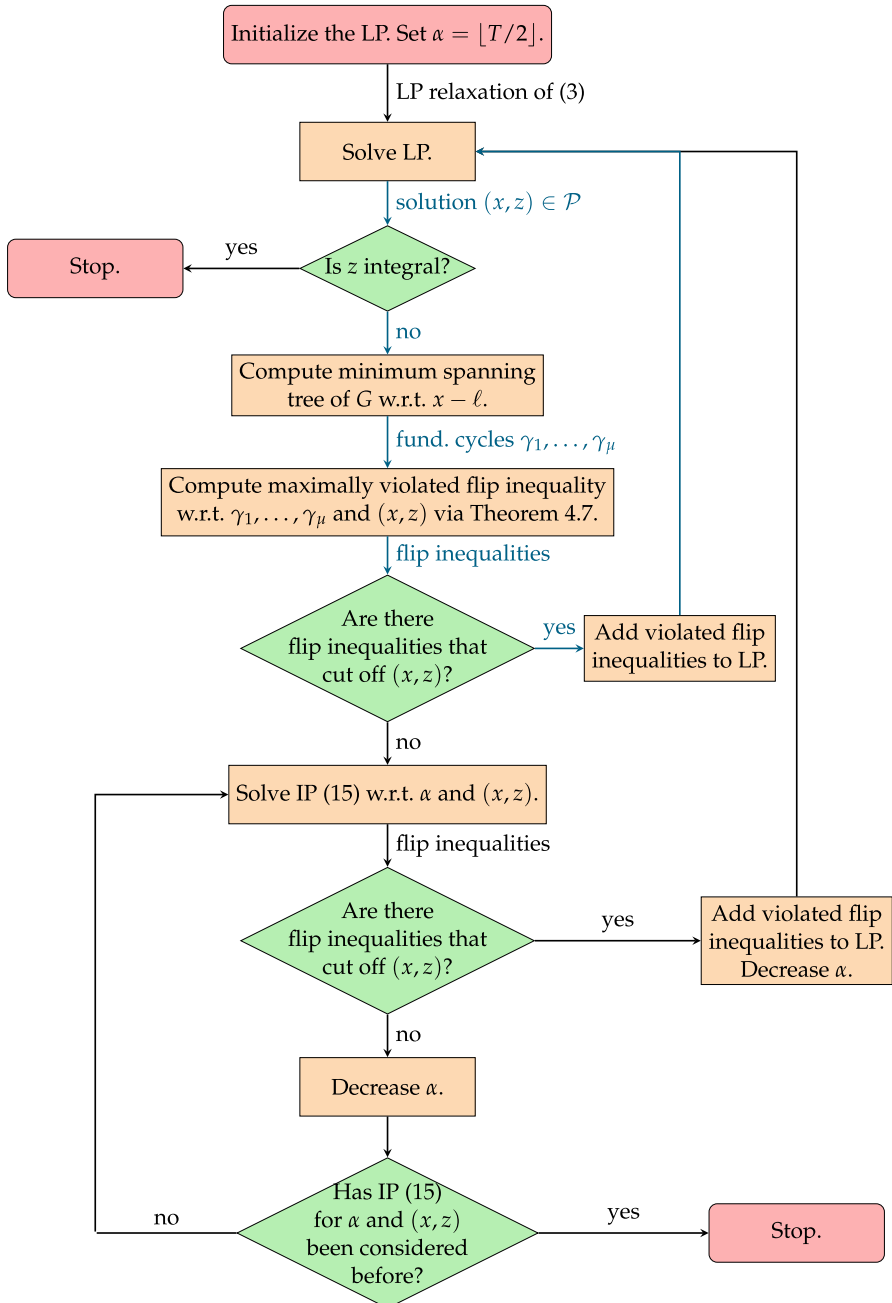 Initialize the LP. Set α = ⌊T/2⌋.
LP relaxation of (3)
Solve LP.
solution (x, z) ∈ 𝒫
Stop.
yes
Is z integral?
no
Compute minimum spanning
tree of G w.r.t. x − ℓ.
fund. cycles γ₁, . . . , γμ
Compute maximally violated flip inequality
w.r.t. γ₁, . . . , γμ and (x, z) via Theorem 4.7.
flip inequalities
Are there
flip inequalities that
cut off (x, z)?
yes
Add violated flip
inequalities to LP.
no
Solve IP (15) w.r.t. α and (x, z).
flip inequalities
Are there
flip inequalities that
cut off (x, z)?
yes
Add violated flip
inequalities to LP.
Decrease α.
no
Decrease α.
Has IP (15)
for α and (x, z)
been considered
before?
no
yes
Stop.